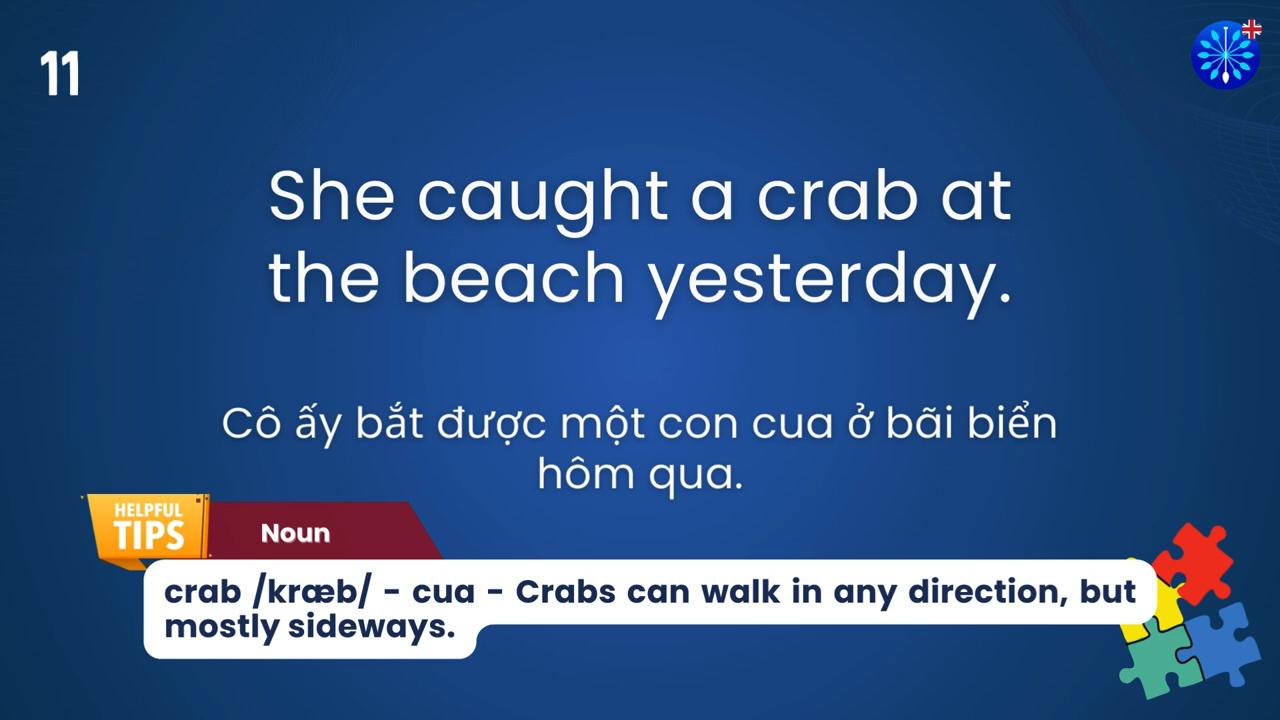 11
She caught a crab at
the beach yesterday.
Cô ấy bắt được một con cua ở bãi biển
hôm qua.
HELPFUL
TIPS
Noun
crab /kræb/ - cua - Crabs can walk in any direction, but
mostly sideways.